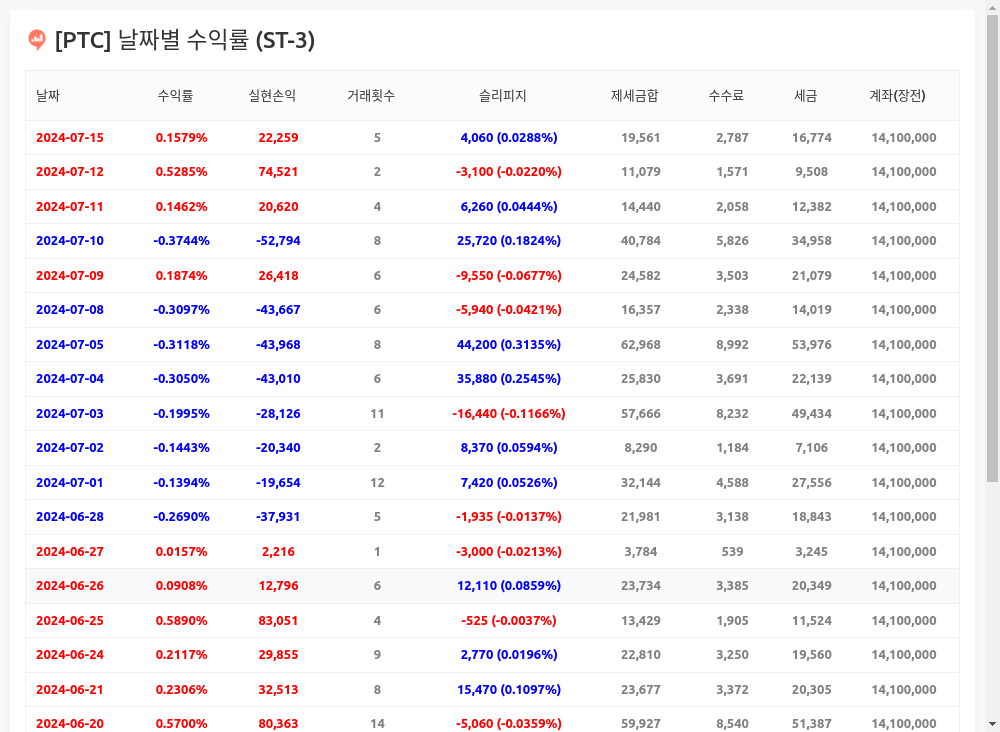 [PTC] 날짜별 수익률 (ST-3)
날짜 수익률 실현손익 거래횟수 슬리피지 제세금합 수수료 세금 계좌(장전)
2024-07-15 0.1579% 22,259 5 4,060 (0.0288%) 19,561 2,787 16,774 14,100,000
2024-07-12 0.5285% 74,521 2 -3,100 (-0.0220%) 11,079 1,571 9,508 14,100,000
2024-07-11 0.1462% 20,620 4 6,260 (0.0444%) 14,440 2,058 12,382 14,100,000
2024-07-10 -0.3744% -52,794 8 25,720 (0.1824%) 40,784 5,826 34,958 14,100,000
2024-07-09 0.1874% 26,418 6 -9,550 (-0.0677%) 24,582 3,503 21,079 14,100,000
2024-07-08 -0.3097% -43,667 6 -5,940 (-0.0421%) 16,357 2,338 14,019 14,100,000
2024-07-05 -0.3118% -43,968 8 44,200 (0.3135%) 62,968 8,992 53,976 14,100,000
2024-07-04 -0.3050% -43,010 6 35,880 (0.2545%) 25,830 3,691 22,139 14,100,000
2024-07-03 -0.1995% -28,126 11 -16,440 (-0.1166%) 57,666 8,232 49,434 14,100,000
2024-07-02 -0.1443% -20,340 2 8,370 (0.0594%) 8,290 1,184 7,106 14,100,000
2024-07-01 -0.1394% -19,654 12 7,420 (0.0526%) 32,144 4,588 27,556 14,100,000
2024-06-28 -0.2690% -37,931 5 -1,935 (-0.0137%) 21,981 3,138 18,843 14,100,000
2024-06-27 0.0157% 2,216 1 -3,000 (-0.0213%) 3,784 539 3,245 14,100,000
2024-06-26 0.0908% 12,796 6 12,110 (0.0859%) 23,734 3,385 20,349 14,100,000
2024-06-25 0.5890% 83,051 4 -525 (-0.0037%) 13,429 1,905 11,524 14,100,000
2024-06-24 0.2117% 29,855 9 2,770 (0.0196%) 22,810 3,250 19,560 14,100,000
2024-06-21 0.2306% 32,513 8 15,470 (0.1097%) 23,677 3,372 20,305 14,100,000
2024-06-20 0.5700% 80,363 14 -5,060 (-0.0359%) 59,927 8,540 51,387 14,100,000